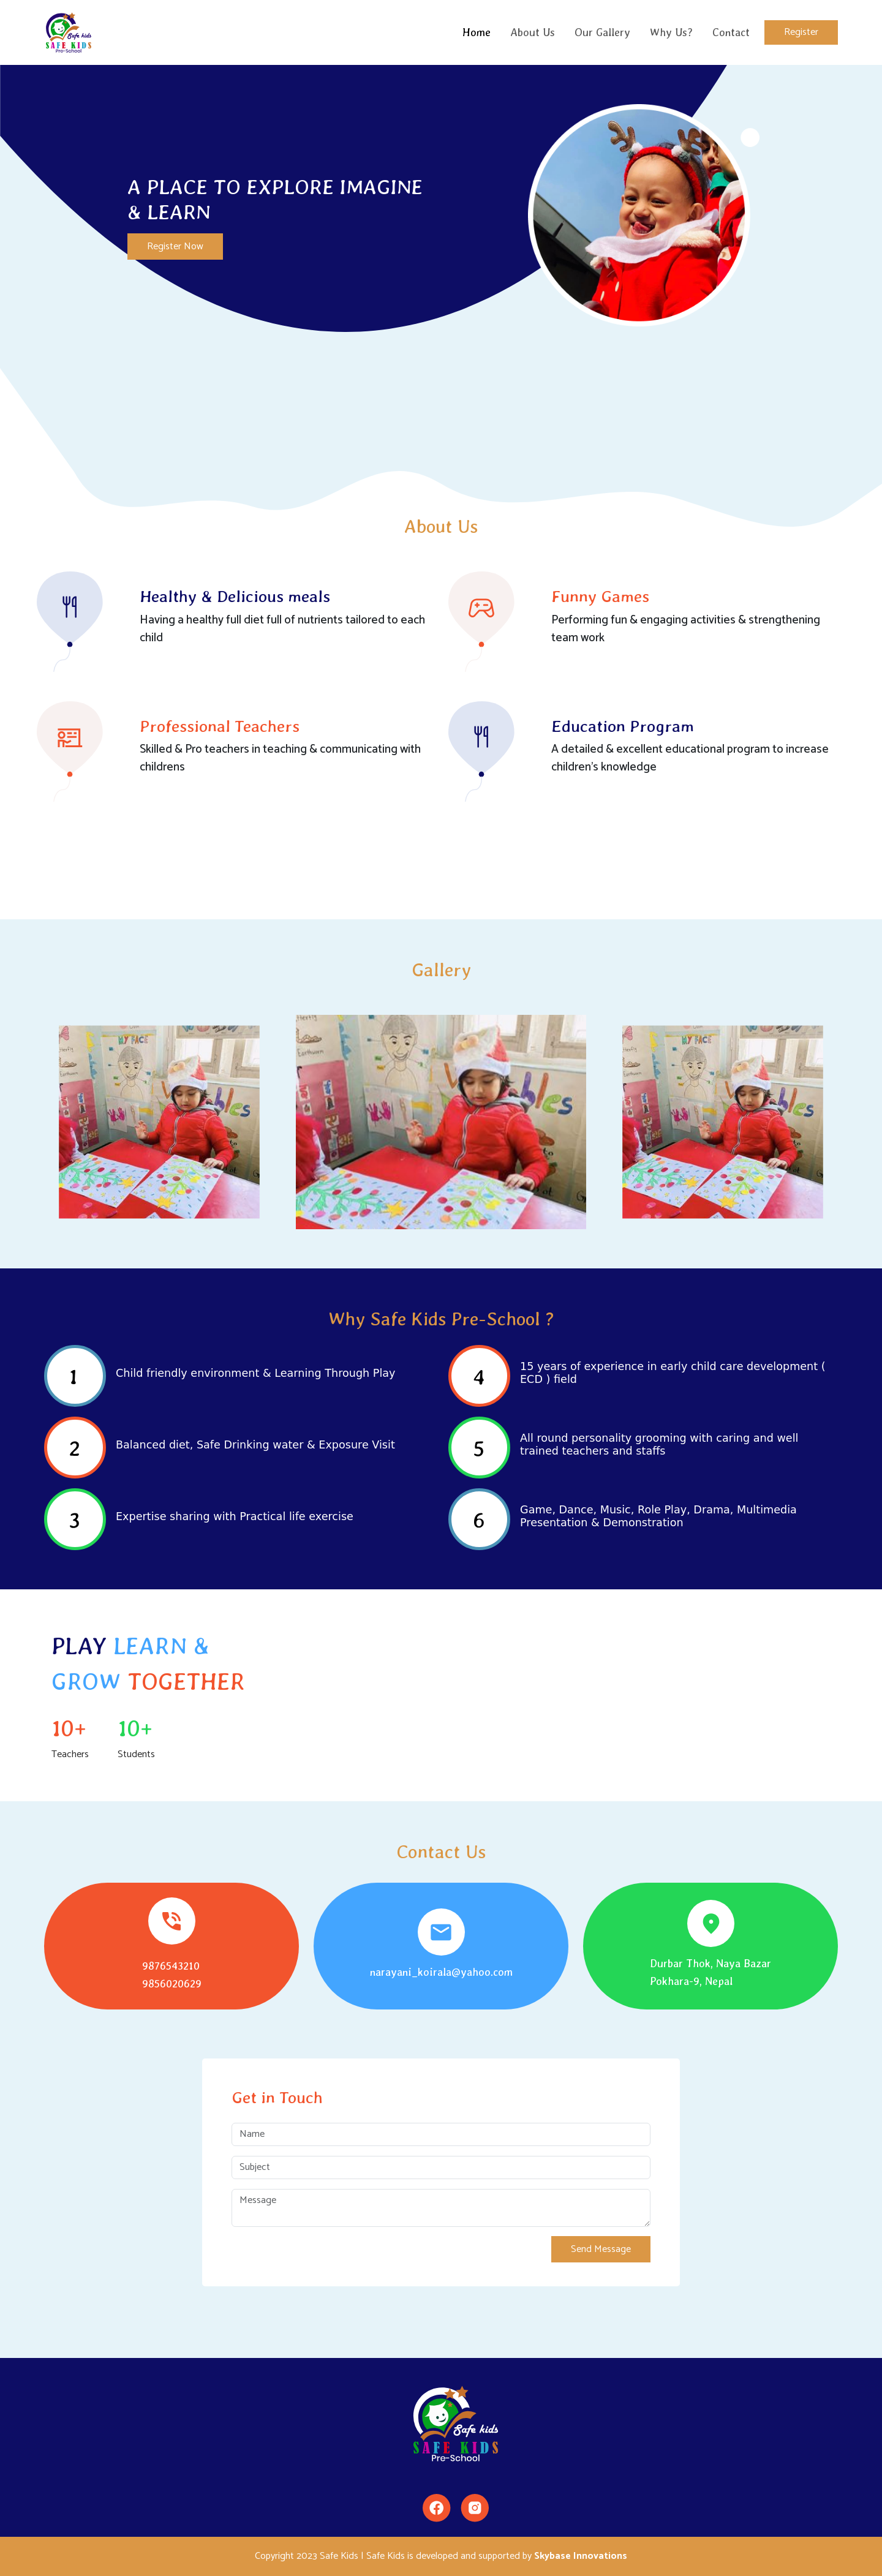 Safe kids
SAFE KIDS
Pre-School
Home About Us Our Gallery Why Us? Contact Register
A PLACE TO EXPLORE IMAGINE
& LEARN
Register Now
About Us
Healthy & Delicious meals
Having a healthy full diet full of nutrients tailored to each
child
Funny Games
Performing fun & engaging activities & strengthening
team work
Professional Teachers
Skilled & Pro teachers in teaching & communicating with
childrens
Education Program
A detailed & excellent educational program to increase
children's knowledge
Gallery
MY FACE
MY FACE
Why Safe Kids Pre-School ?
1
Child friendly environment & Learning Through Play
2
Balanced diet, Safe Drinking water & Exposure Visit
3
Expertise sharing with Practical life exercise
4
15 years of experience in early child care development (
ECD ) field
5
All round personality grooming with caring and well
trained teachers and staffs
6
Game, Dance, Music, Role Play, Drama, Multimedia
Presentation & Demonstration
PLAY LEARN &
GROW TOGETHER
10+ 10+
Teachers Students
Contact Us
9876543210
9856020629
narayani_koirala@yahoo.com
Durbar Thok, Naya Bazar
Pokhara-9, Nepal
Get in Touch
Name
Subject
Message
Send Message
Safe kids
SAFE KIDS
Pre-School
Copyright 2023 Safe Kids | Safe Kids is developed and supported by Skybase Innovations